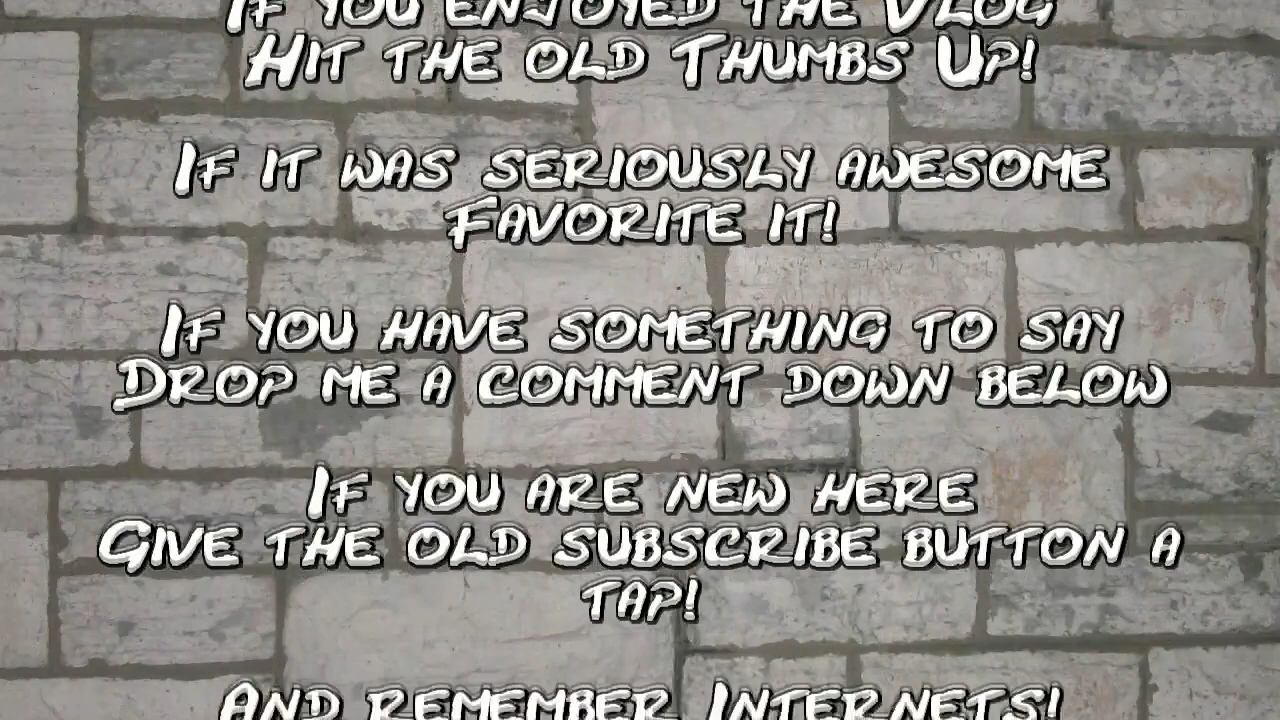 If you enjoyed the Vlog
Hit the old Thumbs Up!
If it was seriously awesome
Favorite it!
If you have something to say
Drop me a comment down below
If you are new here
Give the old subscribe button a
tap!
And remember Internets!